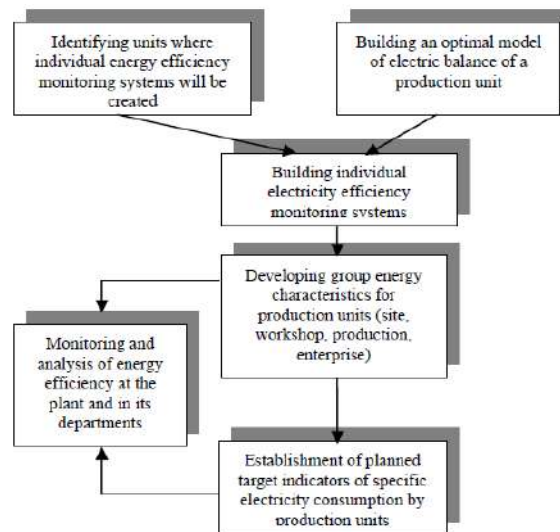 Identifying units where
individual energy efficiency
monitoring systems will be
created
Building an optimal model
of electric balance of a
production unit
Building individual
electricity efficiency
monitoring systems
Developing group energy
characteristics for
production units (site,
workshop, production,
enterprise)
Monitoring and
analysis of energy
efficiency at the
plant and in its
departments
Establishment of planned
target indicators of specific
electricity consumption by
production units